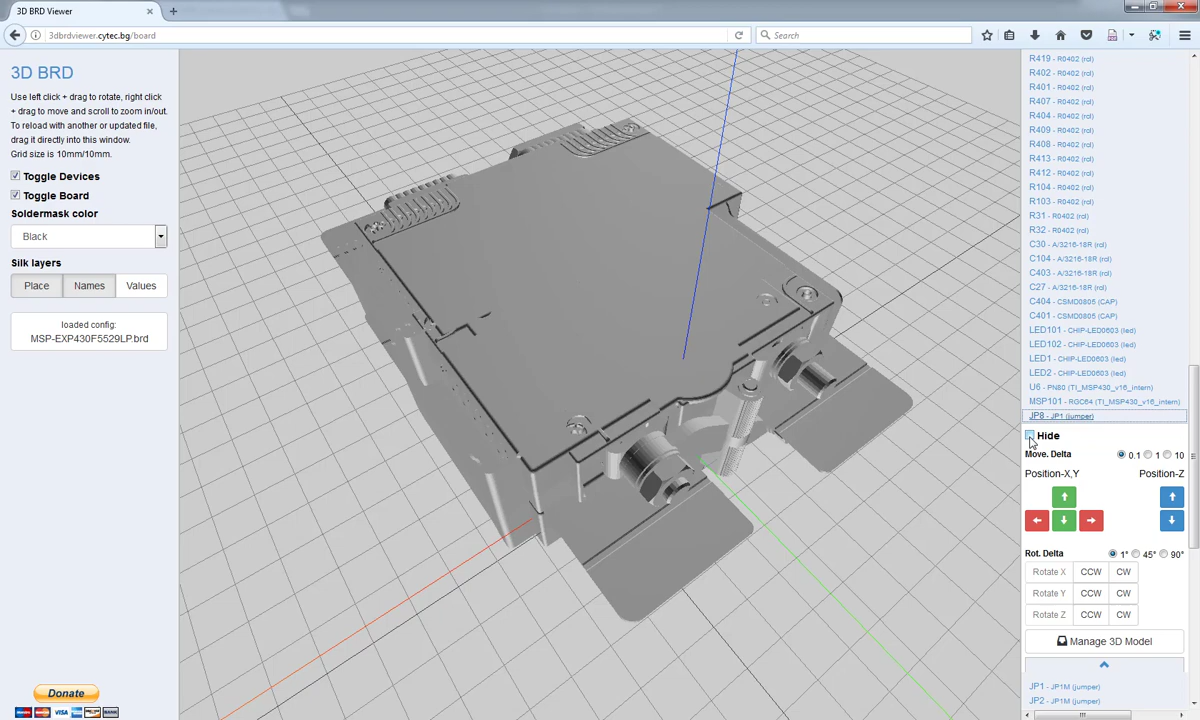 3D BRD Viewer
3dbrdviewer.cytec.bg/board
Search
3D BRD
Use left click + drag to rotate, right click
+ drag to move and scroll to zoom in/out.
To reload with another or updated file,
drag it directly into this window.
Grid size is 10mm/10mm.
Toggle Devices
Toggle Board
Soldermask color
Black
Silk layers
Place Names Values
loaded config:
MSP-EXP430F5529LP.brd
Donate
R419 - R0402 (rcl)
R402 - R0402 (rcl)
R401 - R0402 (rcl)
R407 - R0402 (rcl)
R404 - R0402 (rcl)
R409 - R0402 (rcl)
R408 - R0402 (rcl)
R413 - R0402 (rcl)
R412 - R0402 (rcl)
R104 - R0402 (rcl)
R103 - R0402 (rcl)
R31 - R0402 (rcl)
R32 - R0402 (rcl)
C30 - A/3216-18R (rcl)
C104 - A/3216-18R (rcl)
C403 - A/3216-18R (rcl)
C27 - A/3216-18R (rcl)
C404 - CSMD0805 (CAP)
C401 - CSMD0805 (CAP)
LED101 - CHIP-LED0603 (led)
LED102 - CHIP-LED0603 (led)
LED1 - CHIP-LED0603 (led)
LED2 - CHIP-LED0603 (led)
U6 - PN80 (TI_MSP430_v16_intern)
MSP101 - RGC64 (TI_MSP430_v16_intern)
JP8 - JP1 (jumper)
Hide
Move. Delta 0.1 1 10
Position-X,Y Position-Z
Rot. Delta 1° 45° 90°
Rotate X CCW CW
Rotate Y CCW CW
Rotate Z CCW CW
Manage 3D Model
JP1 - JP1M (jumper)
JP2 - JP1M (jumper)